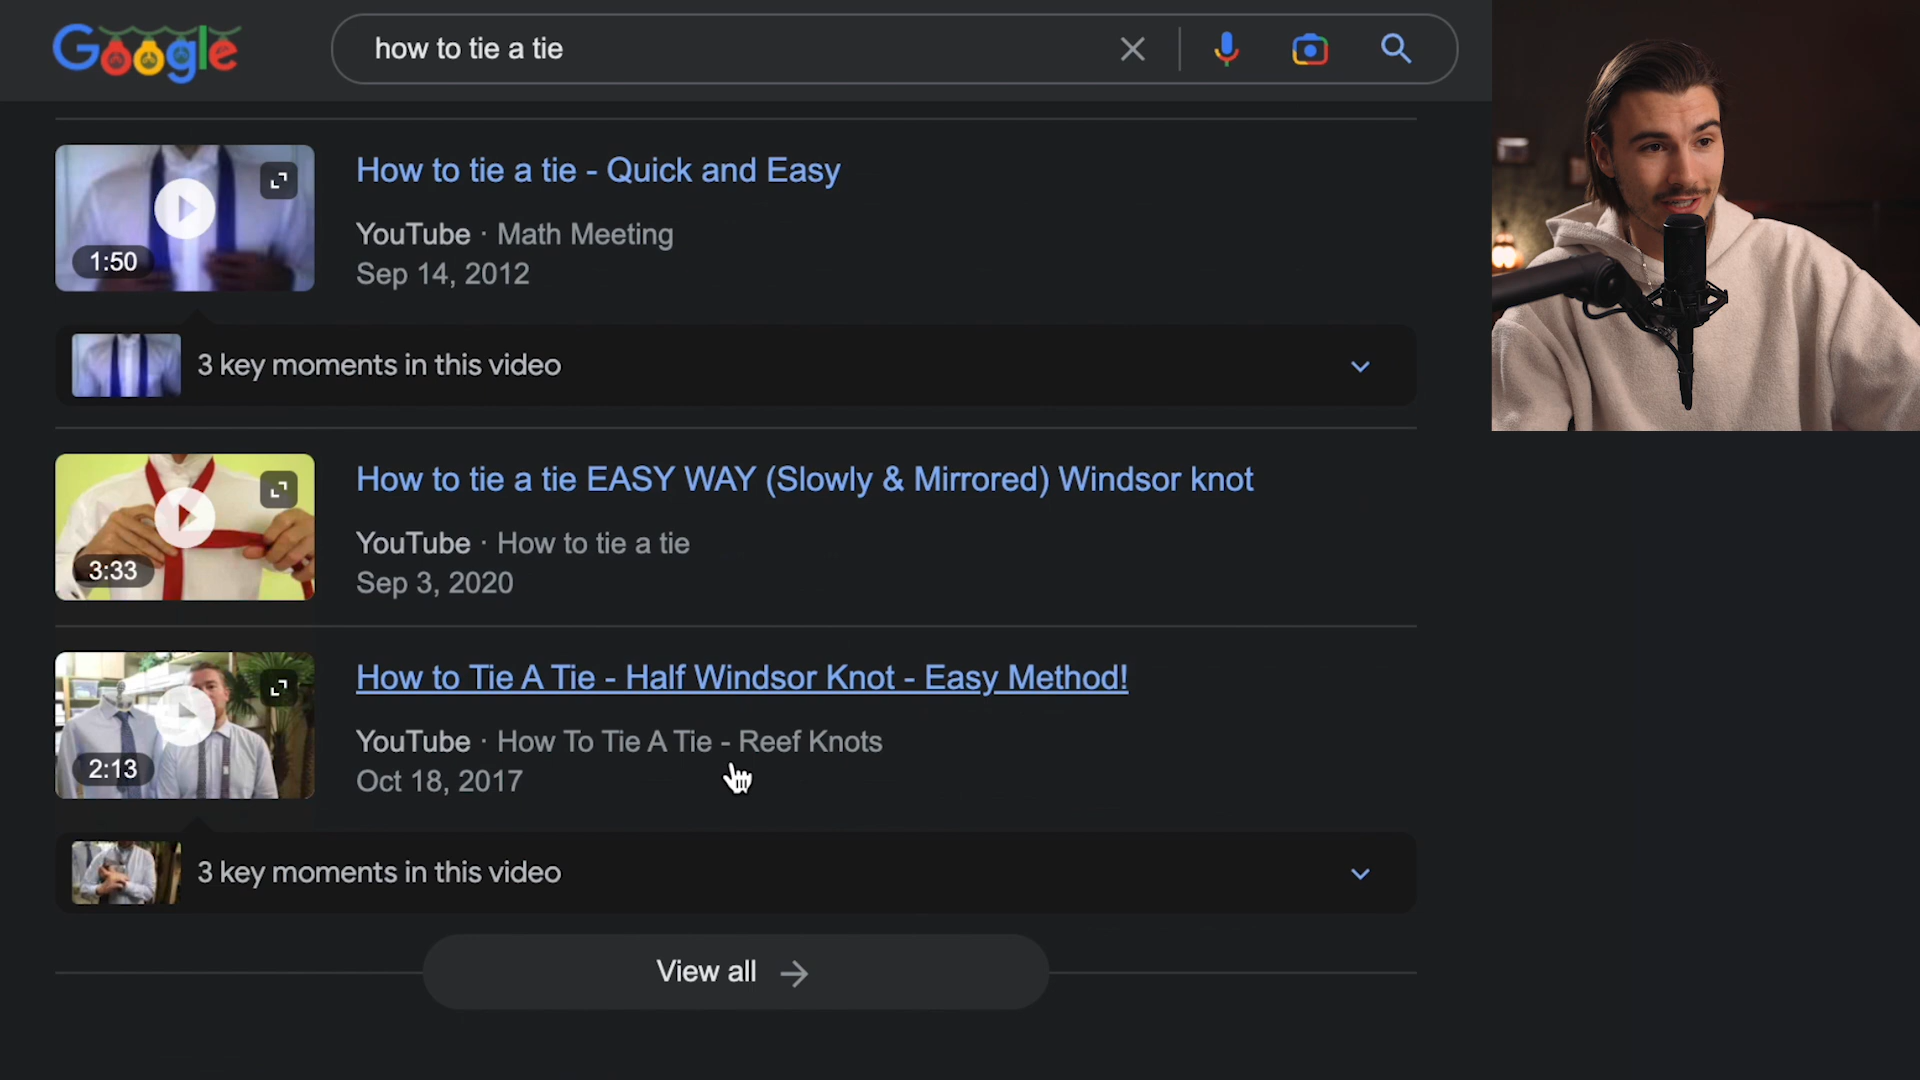 Google
how to tie a tie
How to tie a tie - Quick and Easy
YouTube · Math Meeting
Sep 14, 2012
1:50
3 key moments in this video
How to tie a tie EASY WAY (Slowly & Mirrored) Windsor knot
YouTube · How to tie a tie
Sep 3, 2020
3:33
How to Tie A Tie - Half Windsor Knot - Easy Method!
YouTube · How To Tie A Tie - Reef Knots
Oct 18, 2017
2:13
3 key moments in this video
View all